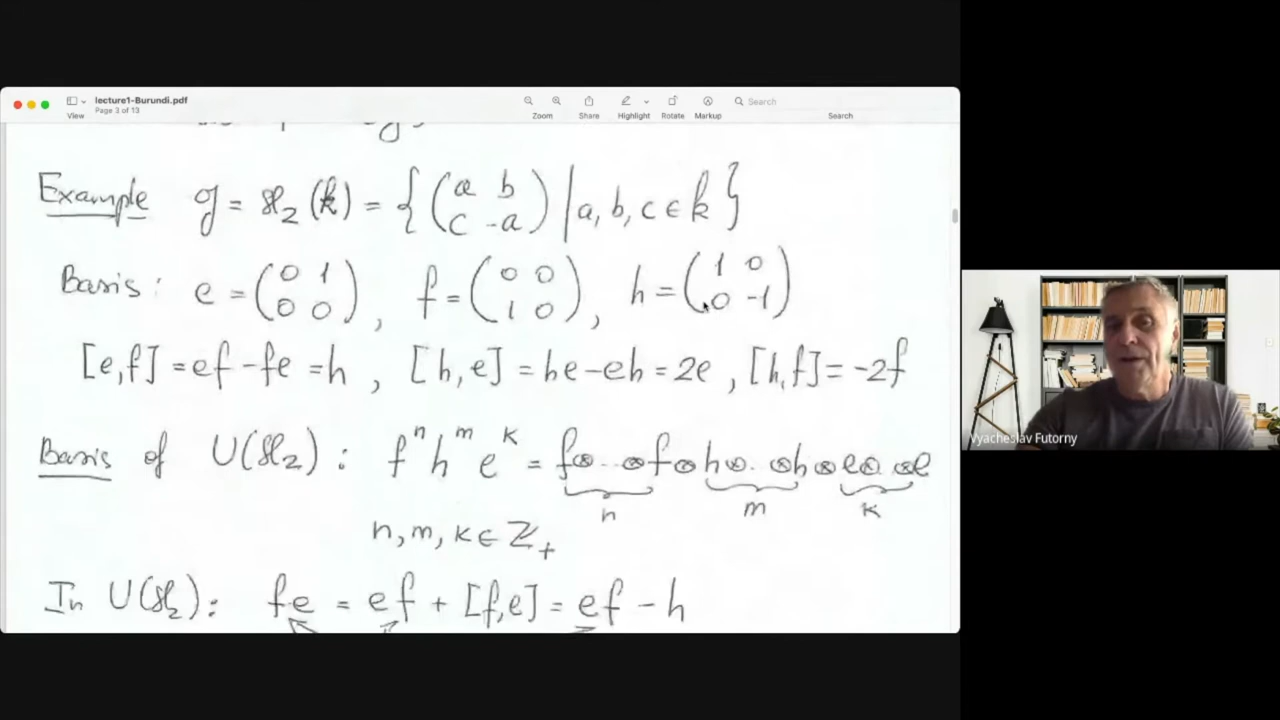 lecture1-Burundi.pdf
Page 3 of 13
View
Zoom
Share
Highlight
Rotate
Markup
Search
Search
Example g = sl₂(k) = { ( a b ; c -a ) | a, b, c ∈ k }
Basis: e = ( 0 1 ; 0 0 ), f = ( 0 0 ; 1 0 ), h = ( 1 0 ; 0 -1 )
[e,f] = ef - fe = h, [h,e] = he - eh = 2e, [h,f] = -2f
Basis of U(sl₂): fⁿ hᵐ eᵏ = f⊗..⊗f⊗h⊗..⊗h⊗e⊗..⊗e
n m k
n, m, k ∈ Z₊
In U(sl₂): fe = ef + [f,e] = ef - h
Vyacheslav Futorny